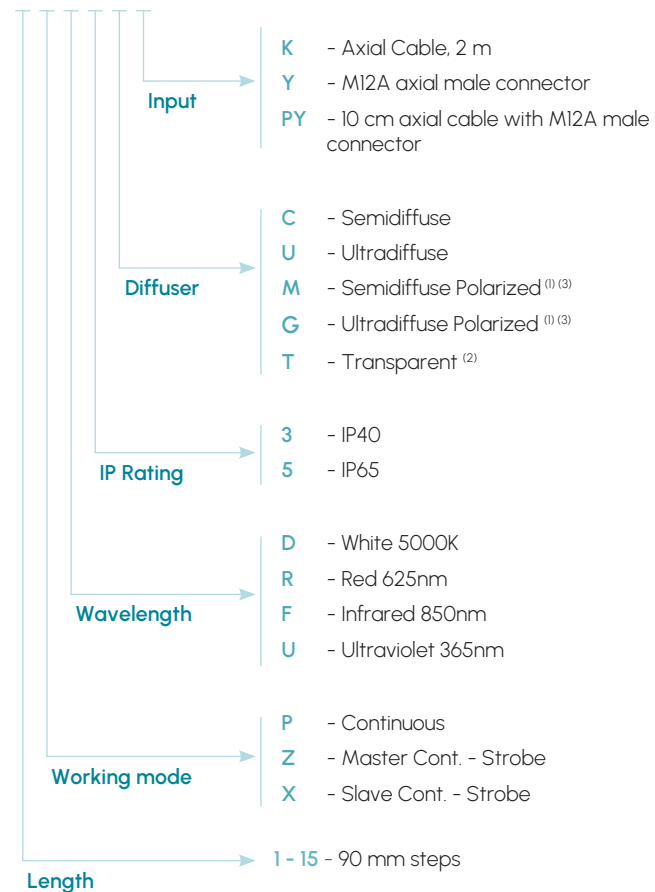 Input
K - Axial Cable, 2 m
Y - M12A axial male connector
PY - 10 cm axial cable with M12A male
connector
Diffuser
C - Semidiffuse
U - Ultradiffuse
M - Semidiffuse Polarized (1) (3)
G - Ultradiffuse Polarized (1) (3)
T - Transparent (2)
IP Rating
3 - IP40
5 - IP65
Wavelength
D - White 5000K
R - Red 625nm
F - Infrared 850nm
U - Ultraviolet 365nm
Working mode
P - Continuous
Z - Master Cont. - Strobe
X - Slave Cont. - Strobe
Length
1 - 15 - 90 mm steps